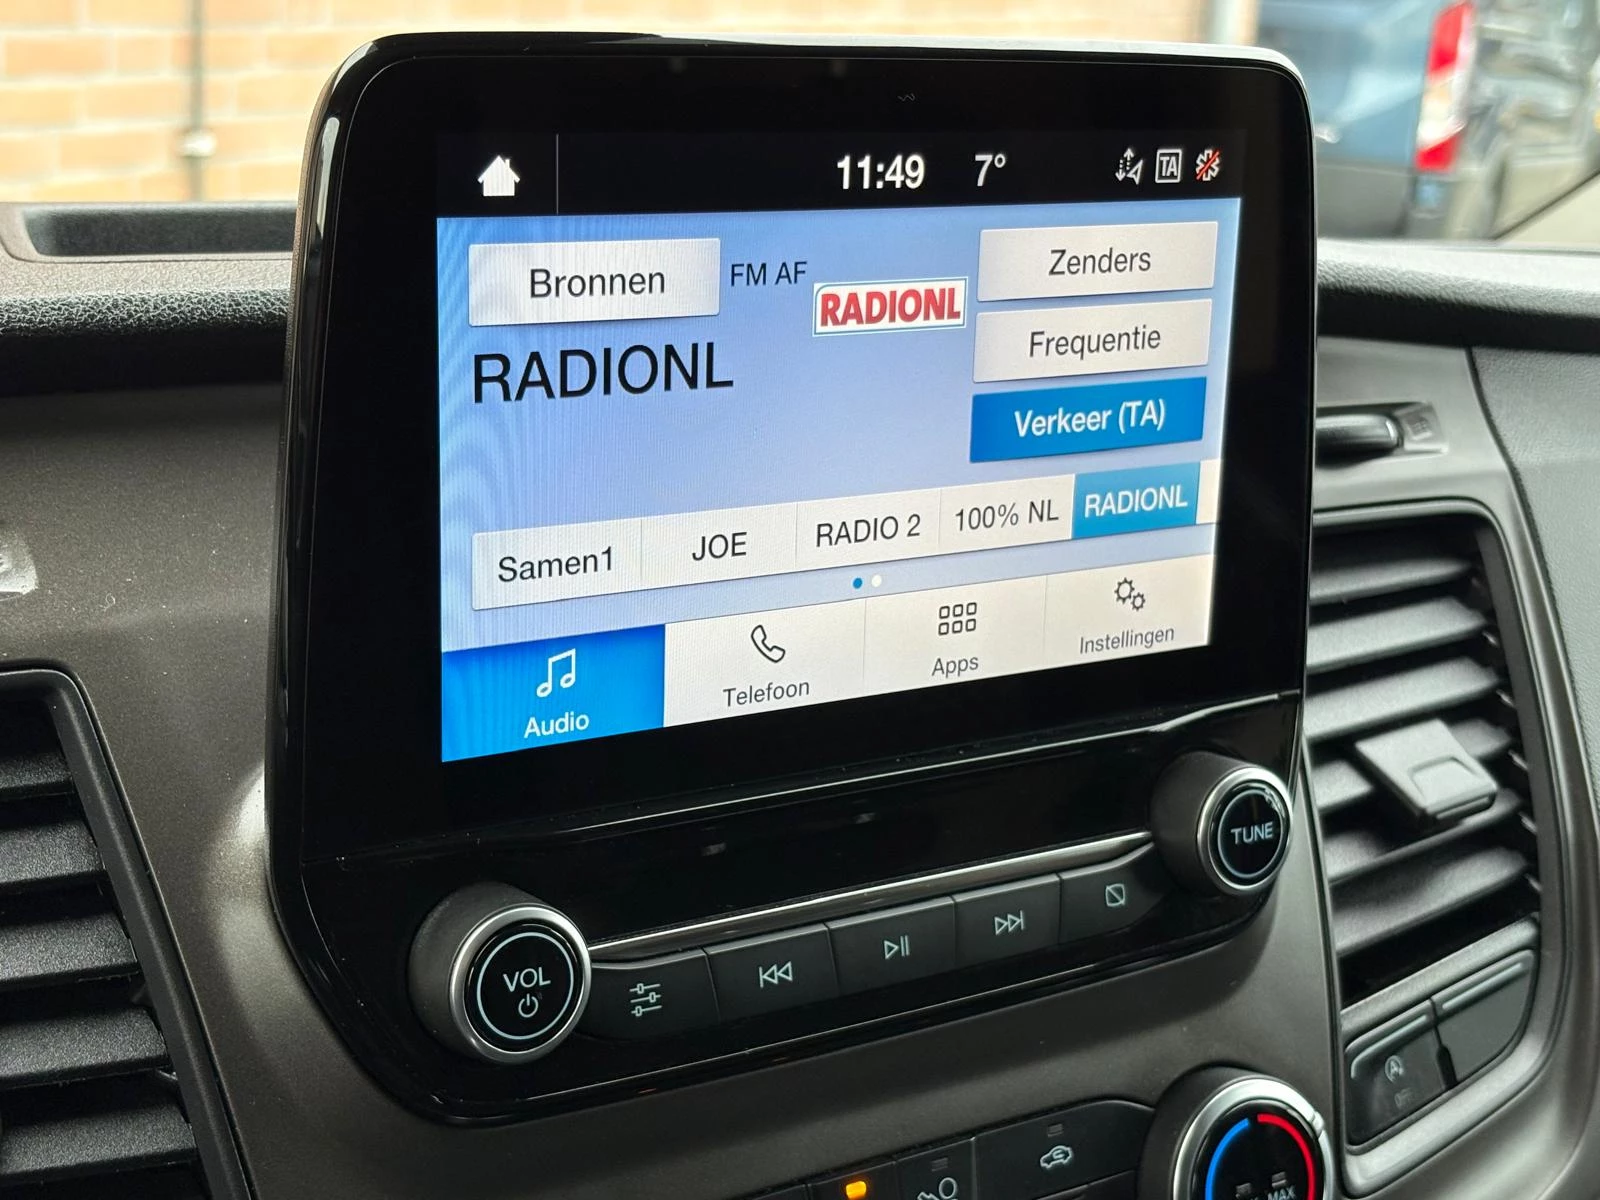 11:49 7° TA
Bronnen FM AF RADIONL Zenders
RADIONL Frequentie
Verkeer (TA)
Samen1 JOE RADIO 2 100% NL RADIONL
Audio Telefoon Apps Instellingen
TUNE
VOL
A
MAX